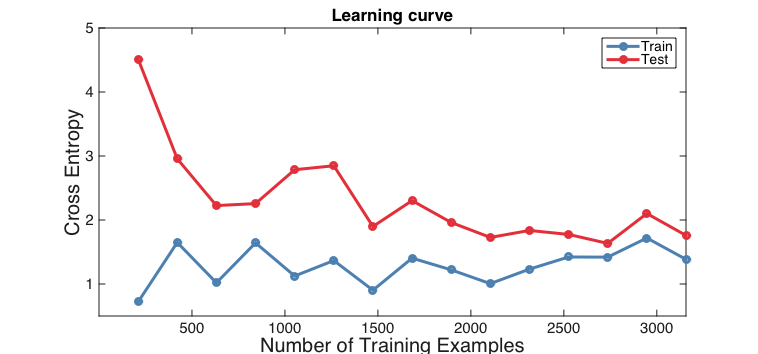 Learning curve
Train
Test
5
4
3
2
1
Cross Entropy
500 1000 1500 2000 2500 3000
Number of Training Examples